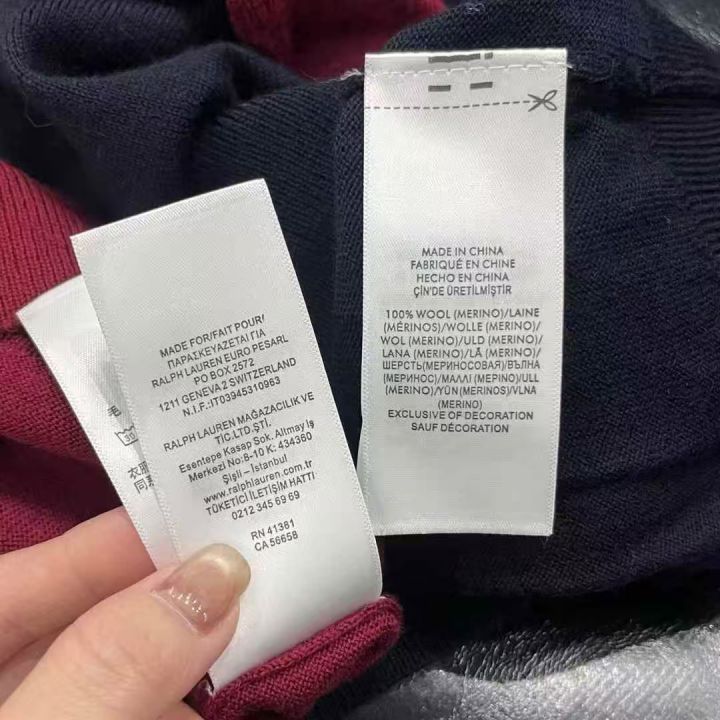 MADE FOR/FAIT POUR/
ΠΑΡΑΣΚΕΥΑΖΕΤΑΙ ΓΙΑ
RALPH LAUREN EURO PESARL
PO BOX 2572
1211 GENEVA 2 SWITZERLAND
N.I.F.:IT03945310963
RALPH LAUREN MAĞAZACILIK VE
TİC.LTD.ŞTİ.
Esentepe Kasap Sok. Altmay İş
Merkezi No:8-10 K: 434360
Şişli – İstanbul
www.ralphlauren.com.tr
TÜKETİCİ İLETİŞİM HATTI
0212 345 69 69
RN 41381
CA 56658
MADE IN CHINA
FABRIQUÉ EN CHINE
HECHO EN CHINA
ÇİN'DE ÜRETİLMİŞTİR
100% WOOL (MERINO)/LAINE
(MÉRINOS)/WOLLE (MERINO)/
WOL (MERINO)/ULD (MERINO)/
LANA (MERINO)/LÃ (MERINO)/
ШЕРСТЬ(МЕРИНОСОВАЯ)/ВЪЛНА
(МЕРИНОС)/ΜΑΛΛΙ (ΜΕΡΙΝΟ)/ULL
(MERINO)/YÜN (MERINOS)/VLNA
(MERINO)
EXCLUSIVE OF DECORATION
SAUF DÉCORATION
30